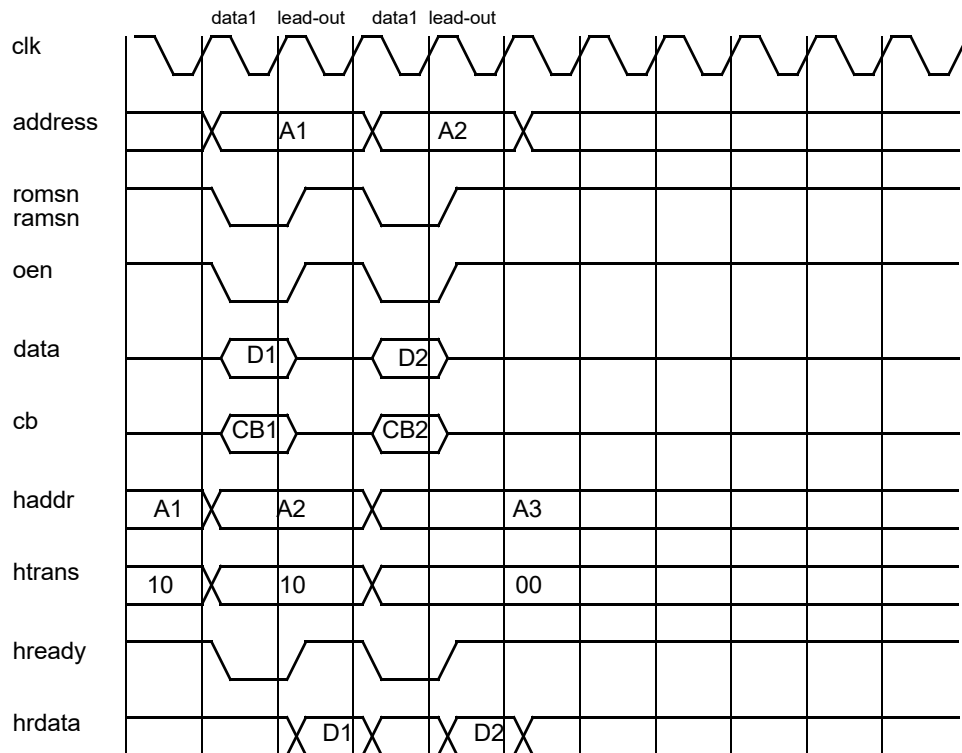 data1 lead-out data1 lead-out
clk
address A1 A2
romsn
ramsn
oen
data D1 D2
cb CB1 CB2
haddr A1 A2 A3
htrans 10 10 00
hready
hrdata D1 D2